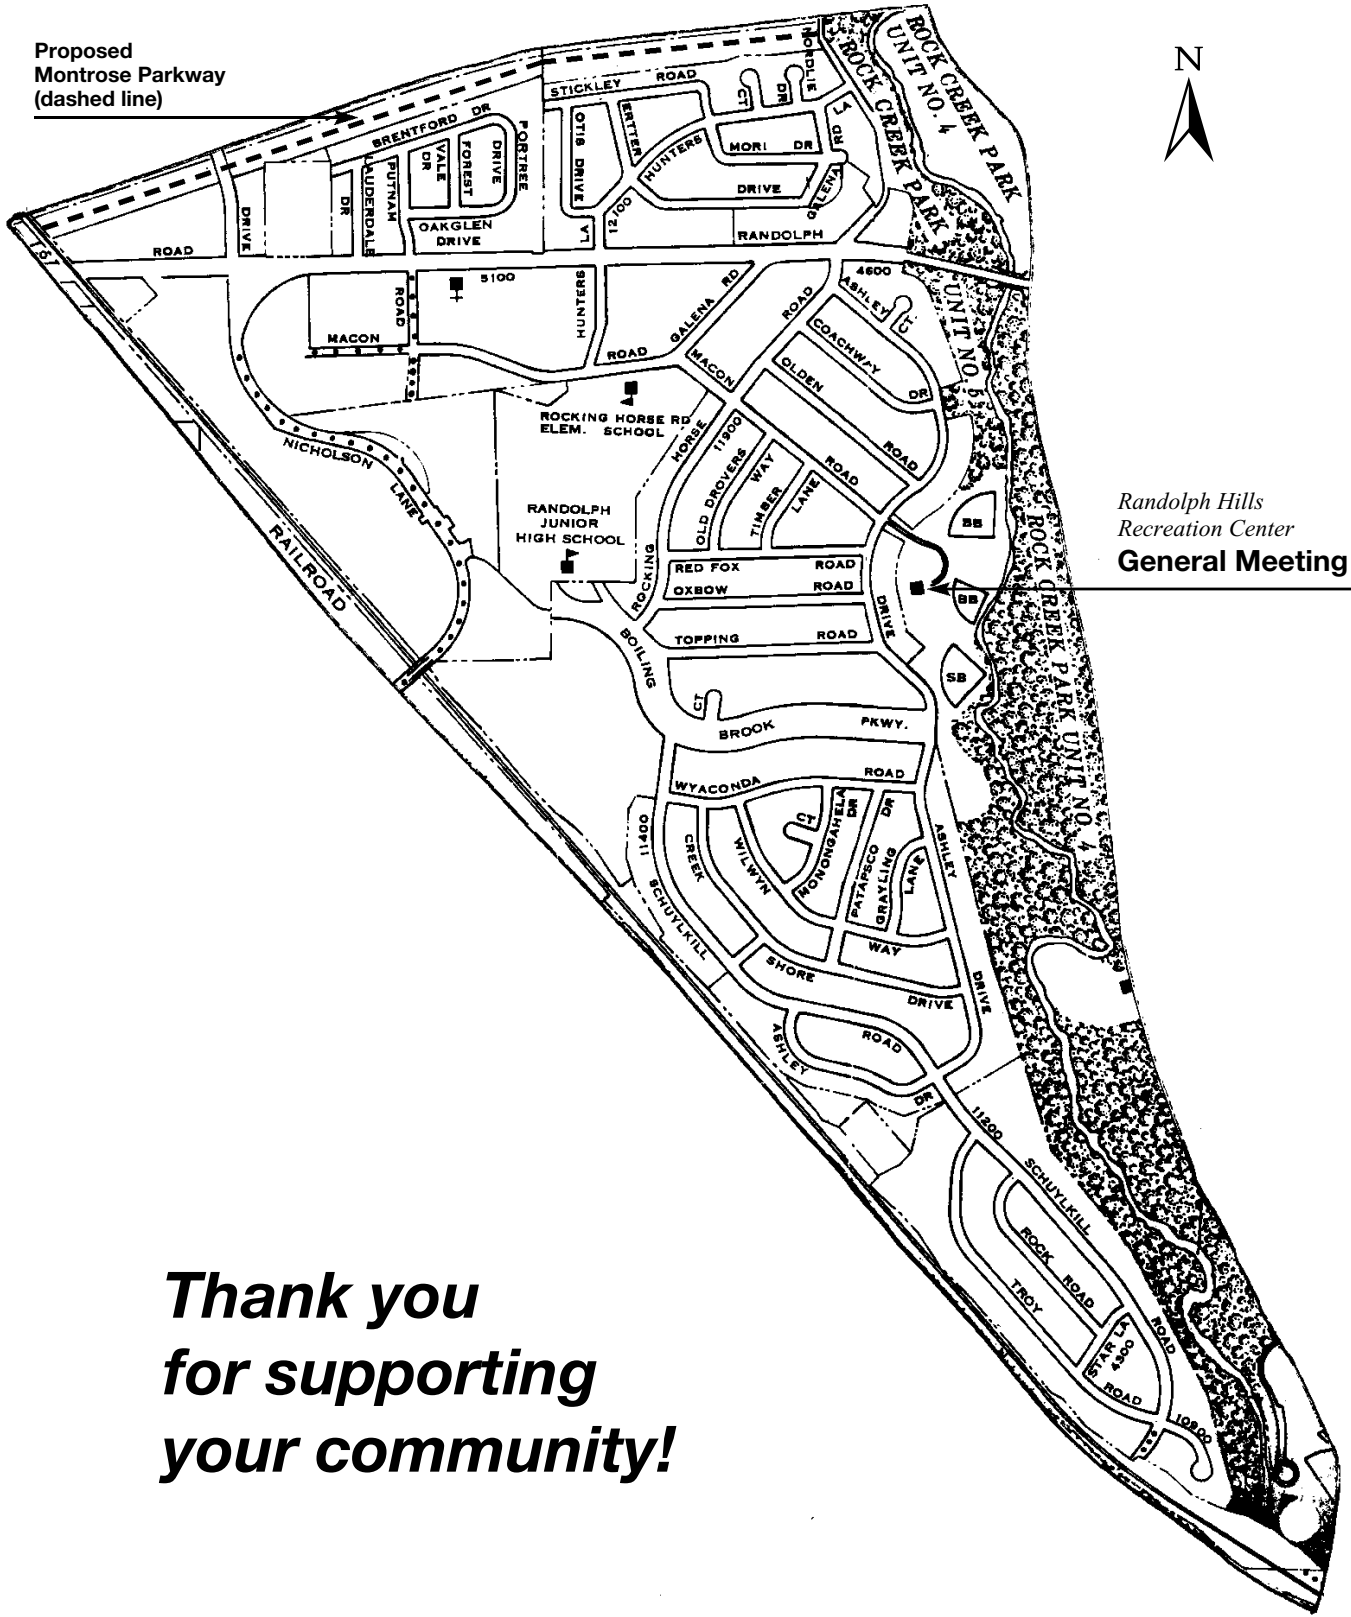 Proposed
Montrose Parkway
(dashed line)
N
ROCK CREEK PARK
UNIT NO. 4
ROCK CREEK PARK
UNIT NO. 5
NORDLIE
STICKLEY ROAD
BRENTFORD DR
CT
DR
LA
RD
PORTREE
DRIVE
FOREST
VALE
DR
PUTNAM
LAUDERDALE
DR
OTIS DRIVE
ERTTER
HUNTERS
MORI DR
DRIVE
GALENA
12100
LA
OAKGLEN
DRIVE
DRIVE
RANDOLPH
ROAD
167
5100
4600
ROAD
MACON
HUNTERS
ROAD
GALENA RD
MACON
ROAD
ASHLEY
CT
COACHWAY
DR
OLDEN
ROAD
ROCKING HORSE RD
ELEM. SCHOOL
HORSE
11900
ROAD
NICHOLSON
LANE
OLD DROVERS
WAY
TIMBER
LANE
RANDOLPH
JUNIOR
HIGH SCHOOL
Randolph Hills
Recreation Center
General Meeting
BB
BB
SB
RAILROAD
ROCKING
RED FOX ROAD
OXBOW ROAD
DRIVE
TOPPING ROAD
BOILING
CT
BROOK PKWY.
ROCK CREEK PARK UNIT NO 4
WYACONDA ROAD
11400
CREEK
WILWYN
CT
MONONGAHELA
DR
DR
PATAPSCO
GRAYLING
LANE
ASHLEY
SCHUYLKILL
WAY
SHORE
DRIVE
DRIVE
ASHLEY
ROAD
DR
11200
SCHUYLKILL
ROCK
ROAD
TROY
STAR LA
4300
ROAD
ROAD
10900
Thank you
for supporting
your community!